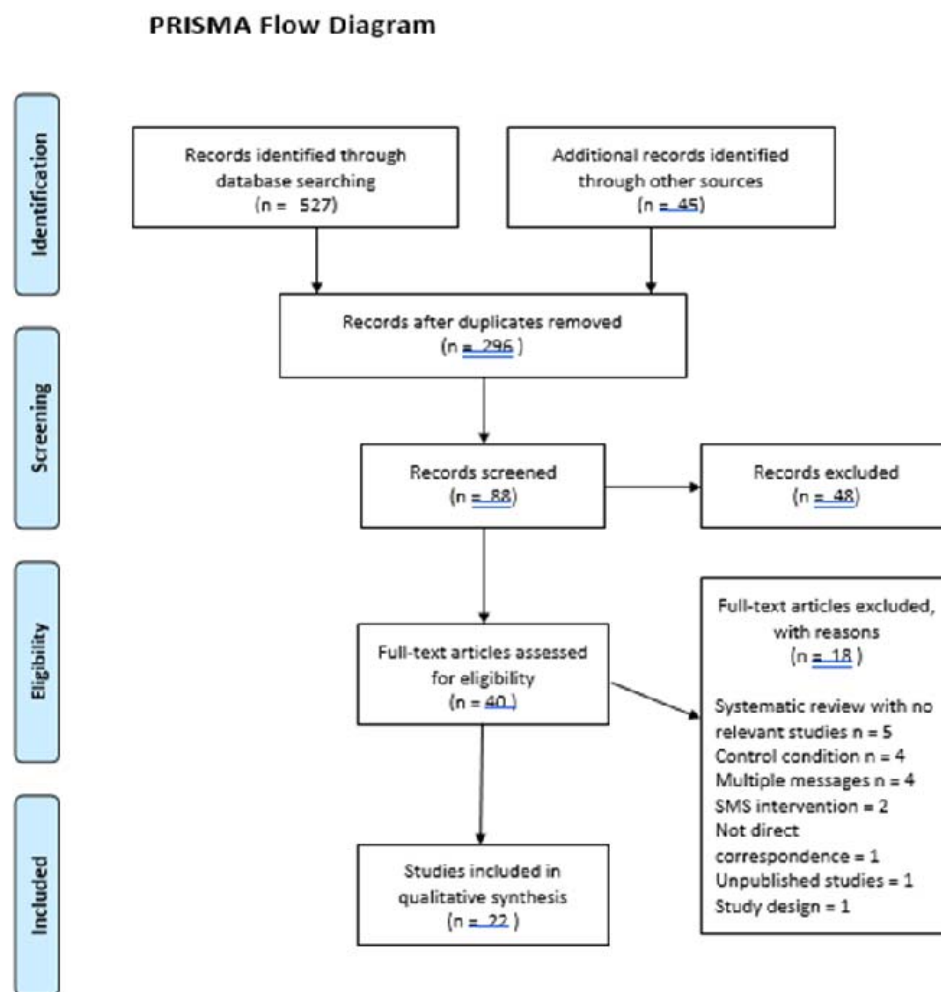 PRISMA Flow Diagram
Identification
Records identified through
database searching
(n = 527)
Additional records identified
through other sources
(n = 45)
Records after duplicates removed
(n = 296 )
Screening
Records screened
(n = 88)
Records excluded
(n = 48)
Eligibility
Full-text articles assessed
for eligibility
(n = 40 )
Full-text articles excluded,
with reasons
(n = 18 )
Systematic review with no
relevant studies n = 5
Control condition n = 4
Multiple messages n = 4
SMS intervention = 2
Not direct
correspondence = 1
Unpublished studies = 1
Study design = 1
Included
Studies included in
qualitative synthesis
(n = 22 )